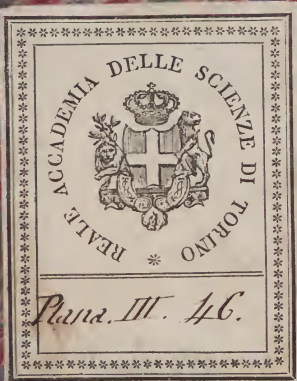 REALE ACCADEMIA DELLE SCIENZE DI TORINO
Plana. III. 46.